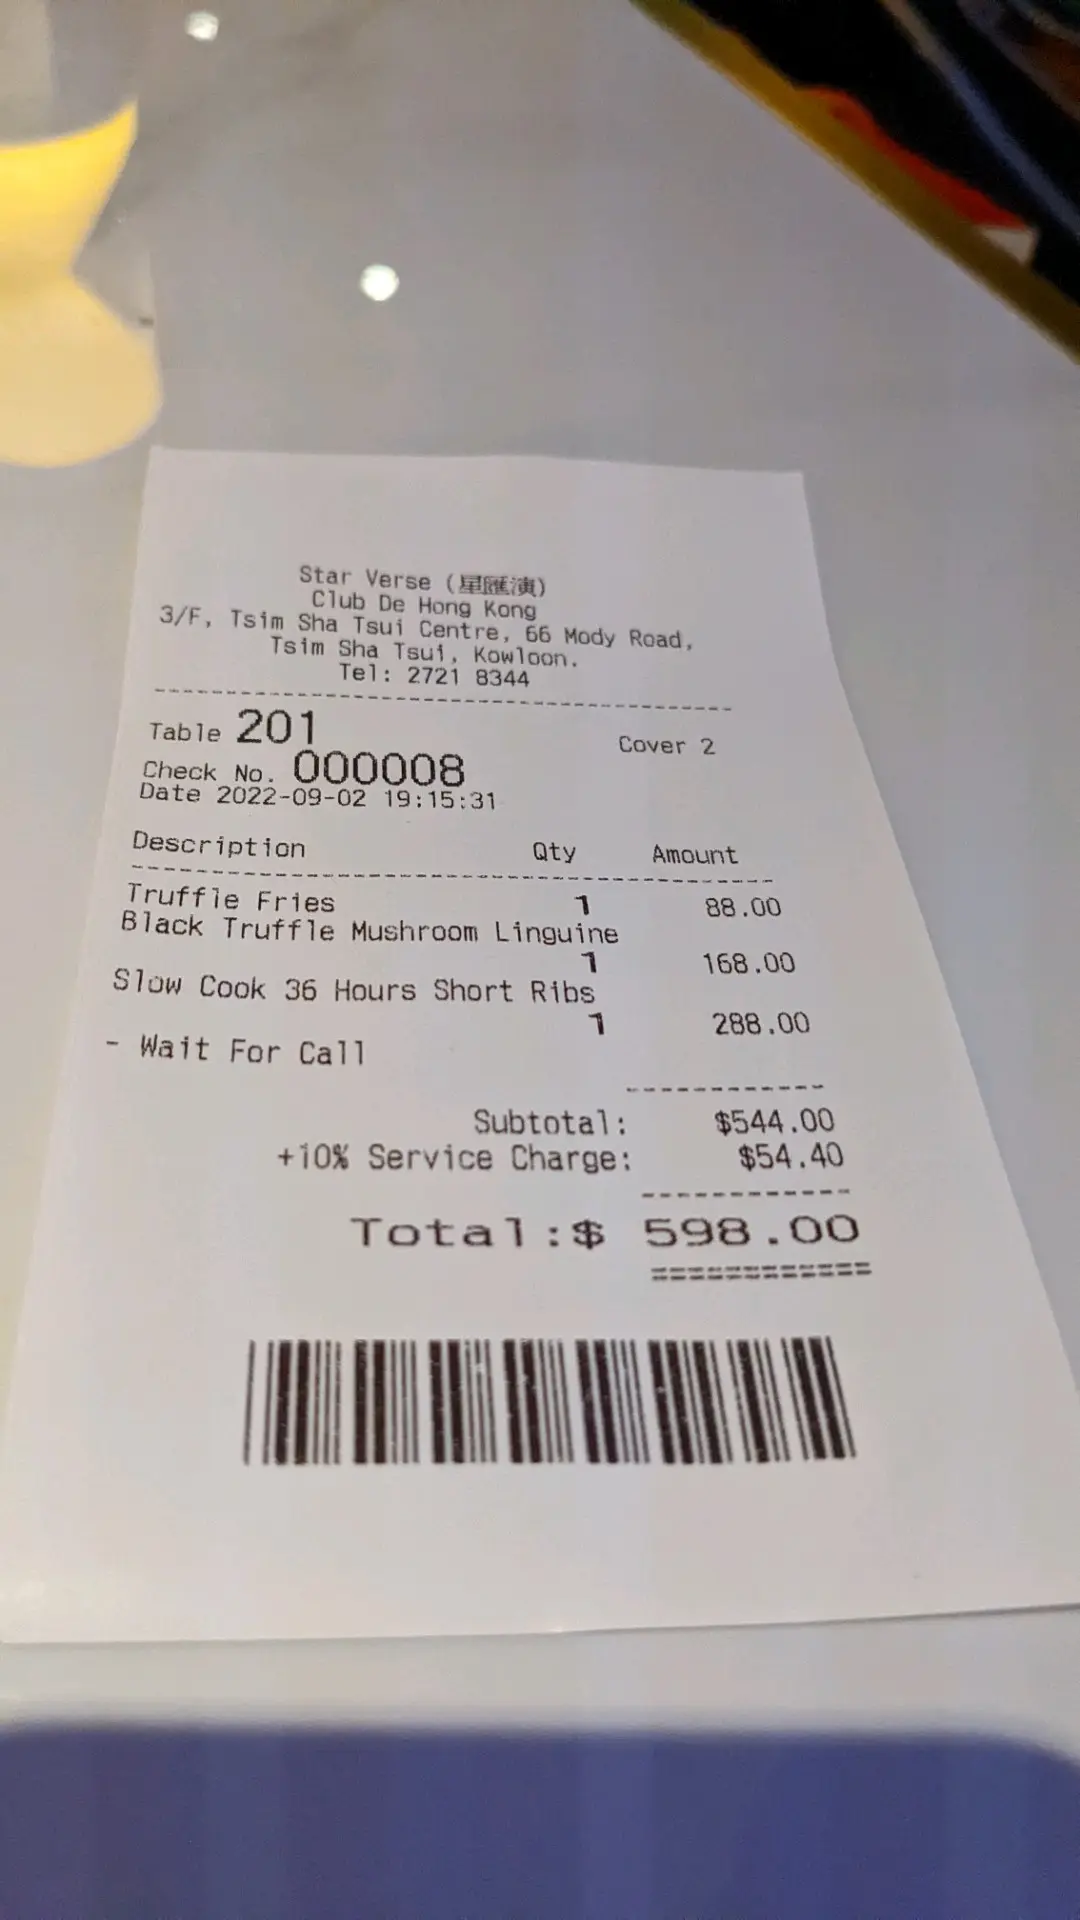 Star Verse (星匯演)
Club De Hong Kong
3/F, Tsim Sha Tsui Centre, 66 Mody Road,
Tsim Sha Tsui, Kowloon.
Tel: 2721 8344
Table 201 Cover 2
Check No. 000008
Date 2022-09-02 19:15:31
Description Qty Amount
Truffle Fries 1 88.00
Black Truffle Mushroom Linguine
1 168.00
Slow Cook 36 Hours Short Ribs
1 288.00
- Wait For Call
Subtotal: $544.00
+10% Service Charge: $54.40
Total:$ 598.00